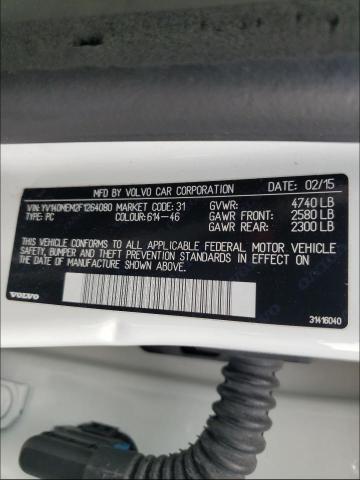 MFD BY VOLVO CAR CORPORATION DATE: 02/15
VIN: YV140MEM2F1264080 MARKET CODE: 31 GVWR: 4740 LB
TYPE: PC COLOUR: 614-46 GAWR FRONT: 2580 LB
GAWR REAR: 2300 LB
THIS VEHICLE CONFORMS TO ALL APPLICABLE FEDERAL MOTOR VEHICLE
SAFETY, BUMPER, AND THEFT PREVENTION STANDARDS IN EFFECT ON
THE DATE OF MANUFACTURE SHOWN ABOVE.
VOLVO 31416040